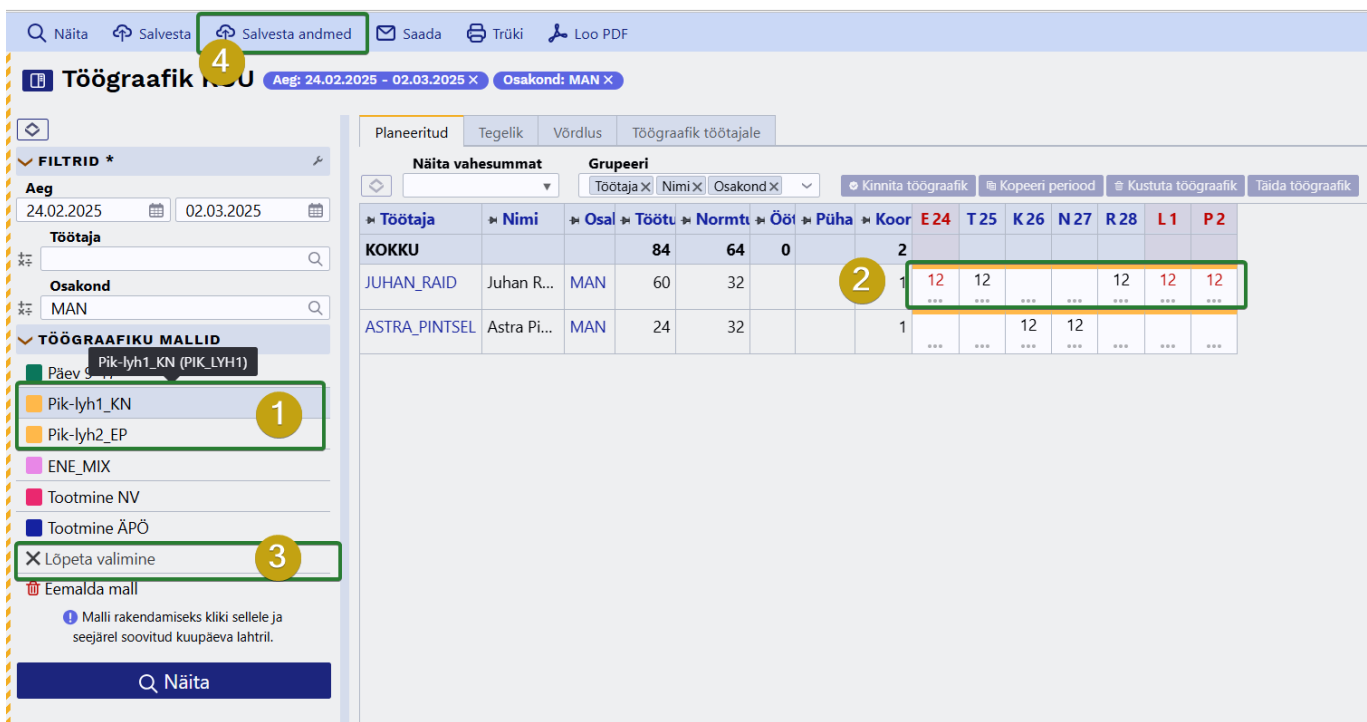 Näita Salvesta Salvesta andmed Saada Trüki Loo PDF
4
Töögraafik Aeg: 24.02.2025 - 02.03.2025 × Osakond: MAN ×
Planeeritud Tegelik Võrdlus Töögraafik töötajale
FILTRID *
Näita vahesummat Grupeeri
Aeg
Töötaja × Nimi × Osakond × Kinnita töögraafik Kopeeri periood Kustuta töögraafik Täida töögraafik
24.02.2025 02.03.2025
Töötaja
Osakond
MAN
TÖÖGRAAFIKU MALLID
Pik-lyh1_KN (PIK_LYH1)
Päev
Pik-lyh1_KN
1
Pik-lyh2_EP
ENE_MIX
Tootmine NV
Tootmine ÄPÖ
Lõpeta valimine
3
Eemalda mall
Malli rakendamiseks kliki sellele ja
seejärel soovitud kuupäeva lahtril.
Näita
Töötaja Nimi Osal Töötu Normtu Ööt Püha Koor E 24 T 25 K 26 N 27 R 28 L 1 P 2
KOKKU 84 64 0 2
JUHAN_RAID Juhan R... MAN 60 32 2 1 12 12 ... ... 12 12 12
... ... ... ... ...
ASTRA_PINTSEL Astra Pi... MAN 24 32 1 12 12
... ... ... ... ... ... ...